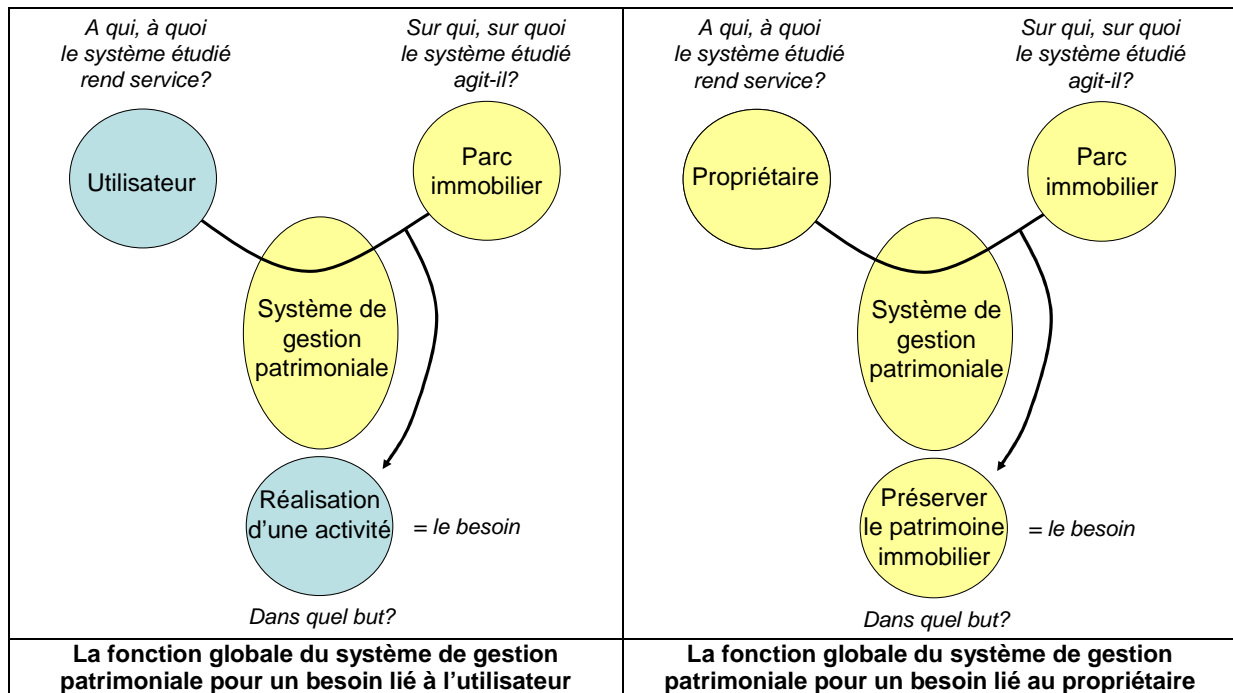 A qui, à quoi
le système étudié
rend service?
Sur qui, sur quoi
le système étudié
agit-il?
Utilisateur
Parc
immobilier
Système de
gestion
patrimoniale
Réalisation
d'une activité
= le besoin
Dans quel but?
La fonction globale du système de gestion
patrimoniale pour un besoin lié à l'utilisateur
A qui, à quoi
le système étudié
rend service?
Sur qui, sur quoi
le système étudié
agit-il?
Propriétaire
Parc
immobilier
Système de
gestion
patrimoniale
Préserver
le patrimoine
immobilier
= le besoin
Dans quel but?
La fonction globale du système de gestion
patrimoniale pour un besoin lié au propriétaire